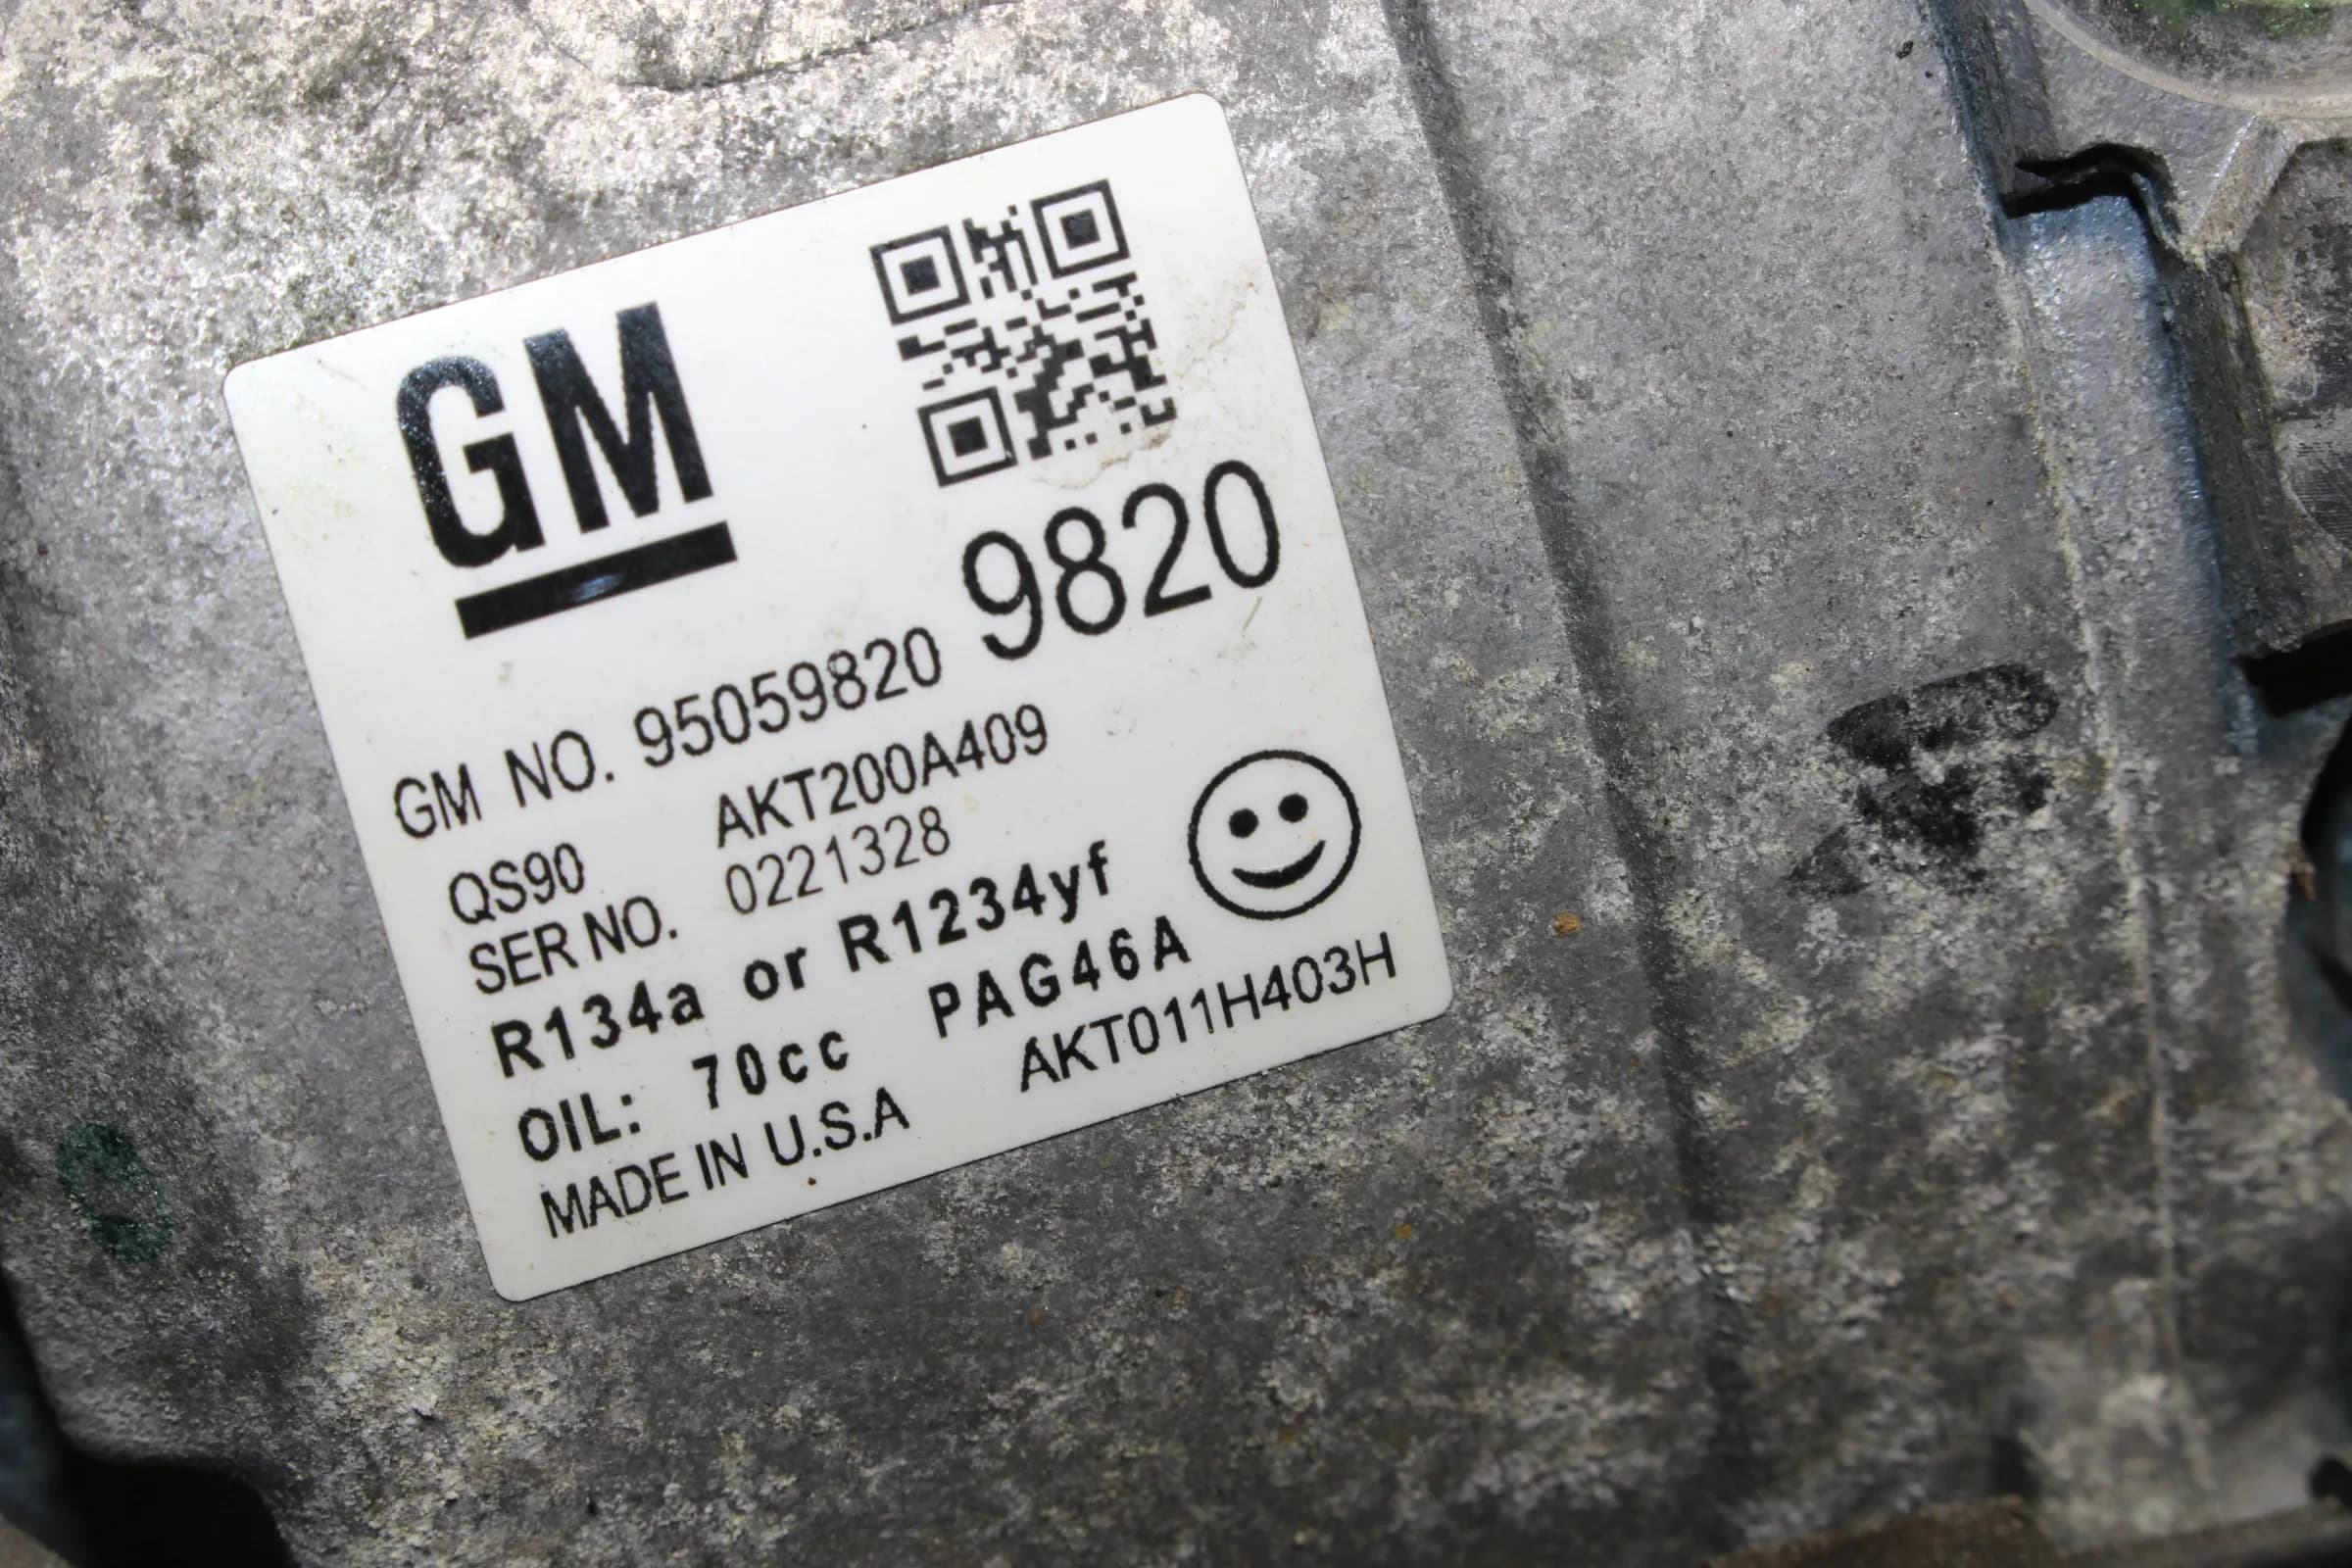 GM
9820
GM NO. 95059820
QS90 AKT200A409
SER NO. 0221328
R134a or R1234yf
OIL: 70cc PAG46A
MADE IN U.S.A AKT011H403H